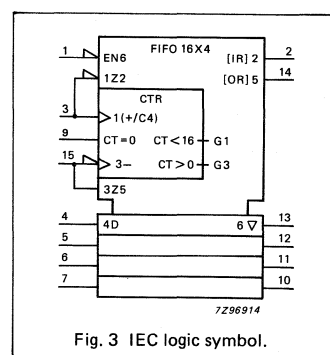 FIFO 16X4
1 EN6 [IR] 2 2
1Z2 [OR] 5 14
CTR
3 1(+/C4)
9 CT=0 CT<16 G1
15 3− CT>0 G3
3Z5
4 4D 6 ▽ 13
5 12
6 11
7 10
7Z96914
Fig. 3 IEC logic symbol.